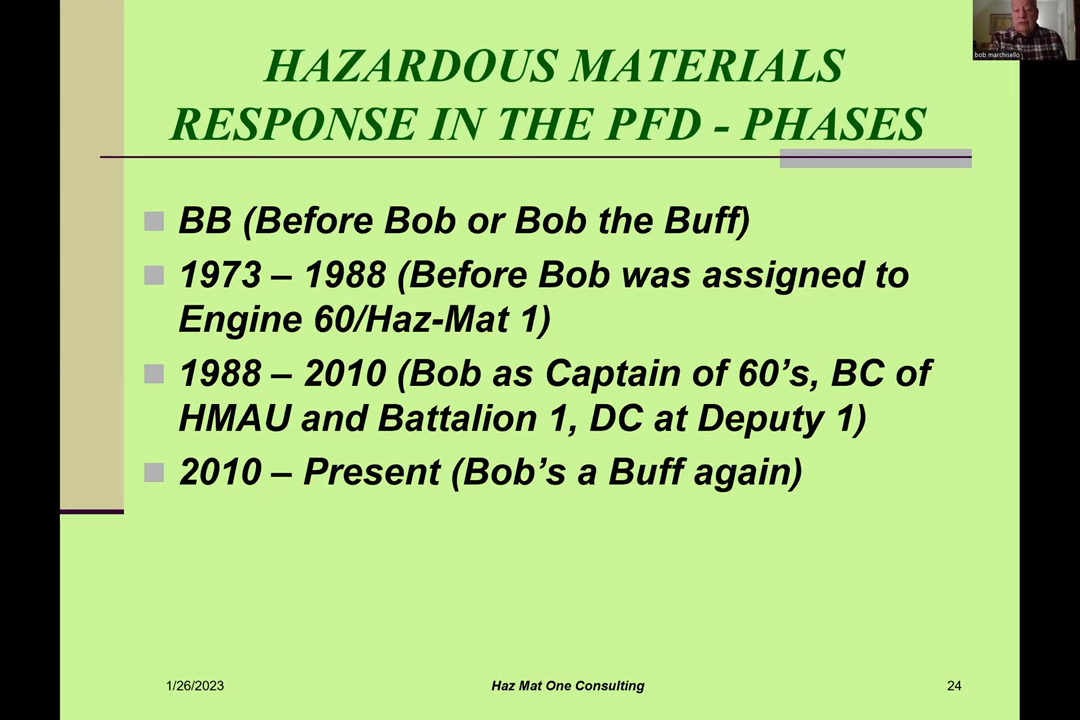 HAZARDOUS MATERIALS
RESPONSE IN THE PFD - PHASES
bob marchisello
BB (Before Bob or Bob the Buff)
1973 – 1988 (Before Bob was assigned to
Engine 60/Haz-Mat 1)
1988 – 2010 (Bob as Captain of 60’s, BC of
HMAU and Battalion 1, DC at Deputy 1)
2010 – Present (Bob’s a Buff again)
1/26/2023
Haz Mat One Consulting
24